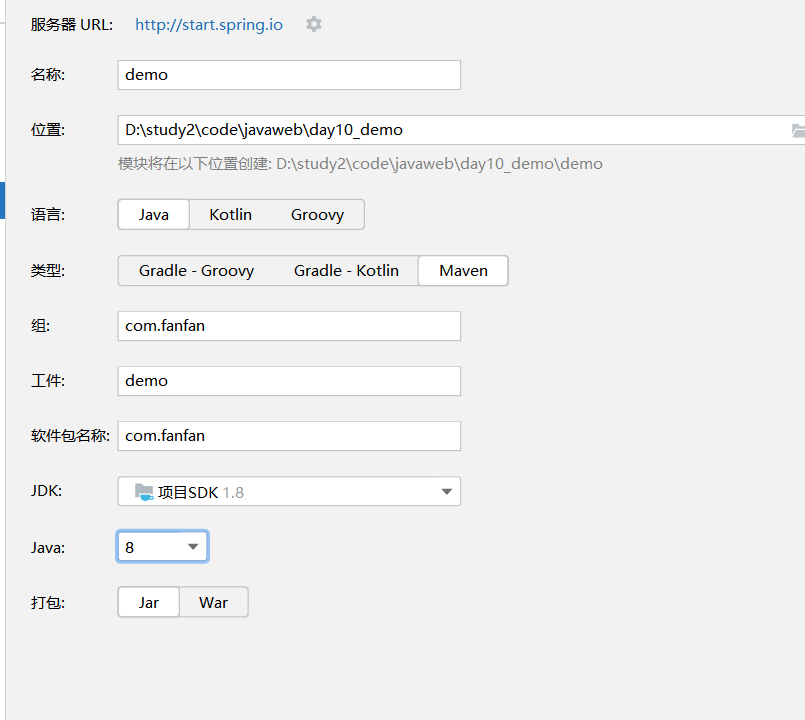 服务器 URL: http://start.spring.io
名称: demo
位置: D:\study2\code\javaweb\day10_demo
模块将在以下位置创建: D:\study2\code\javaweb\day10_demo\demo
语言: Java Kotlin Groovy
类型: Gradle - Groovy Gradle - Kotlin Maven
组: com.fanfan
工件: demo
软件包名称: com.fanfan
JDK: 项目SDK 1.8
Java: 8
打包: Jar War